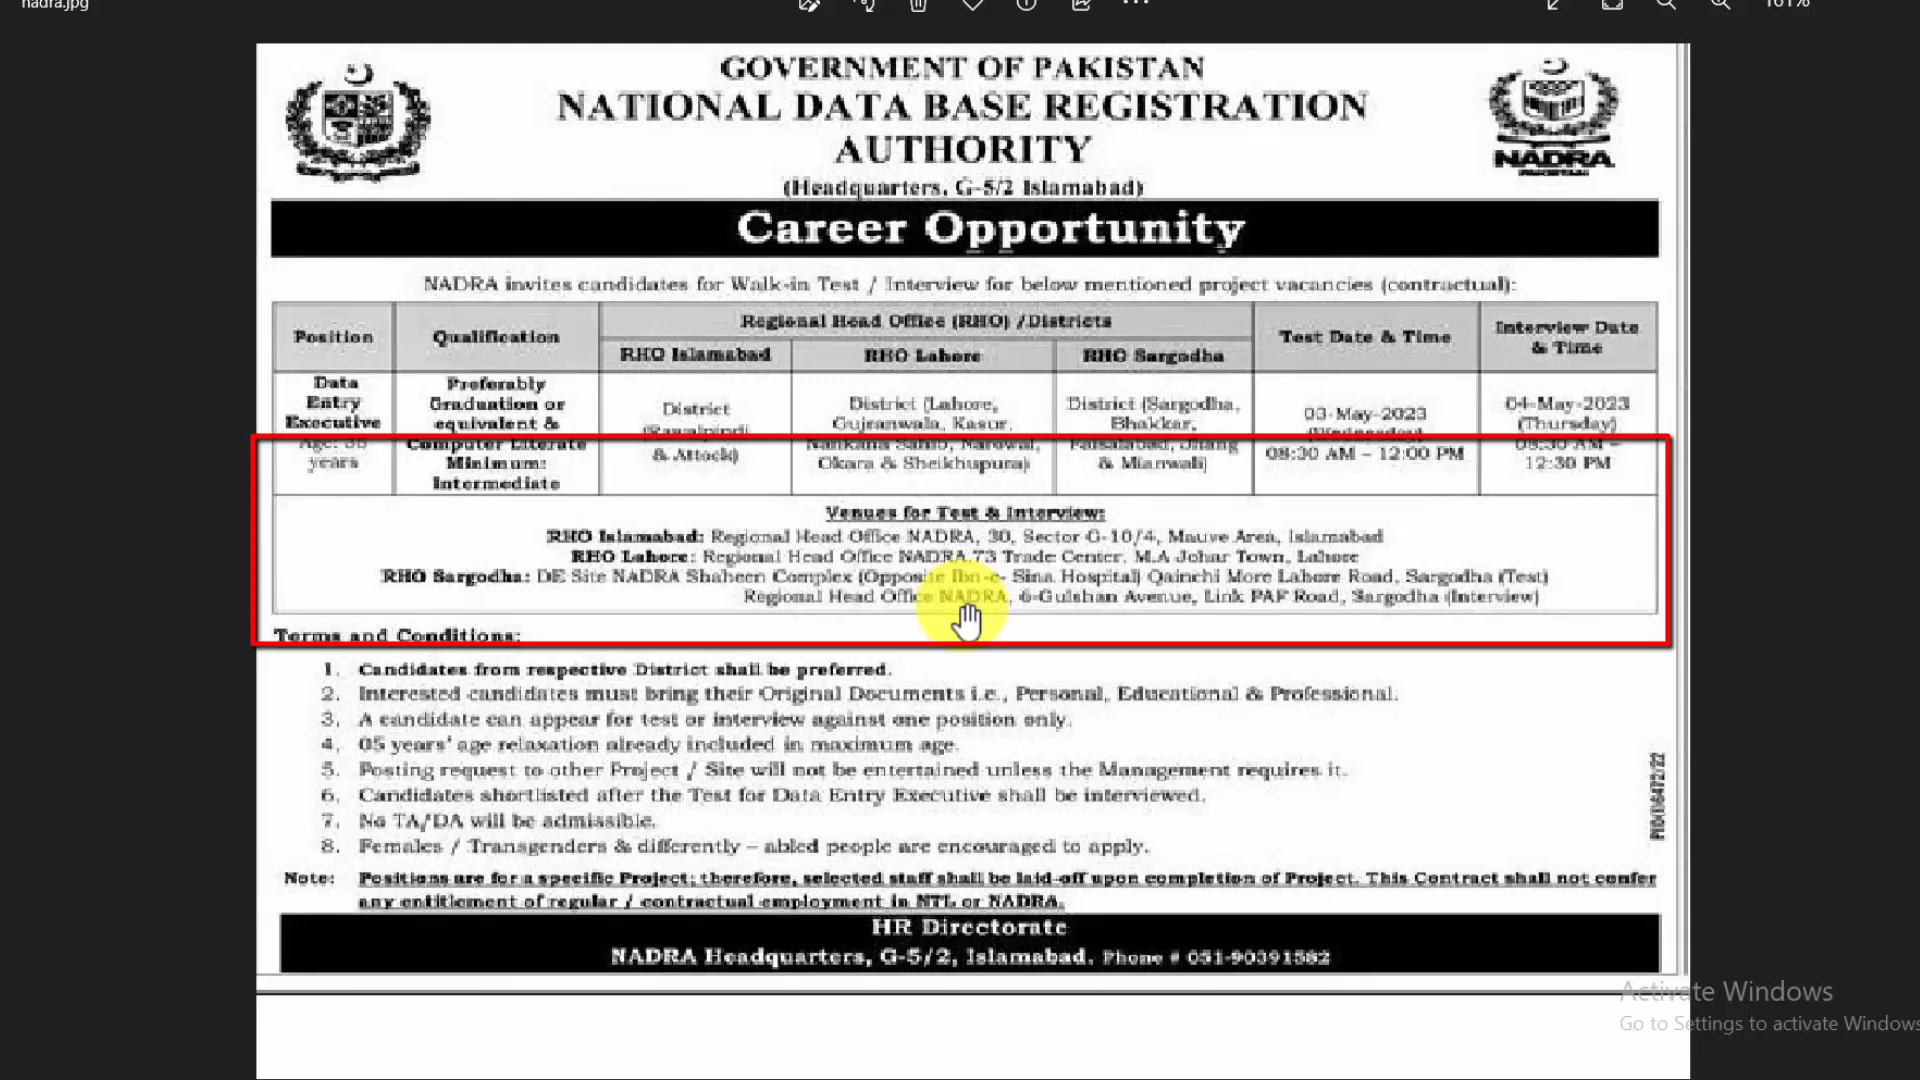 nadra.jpg
161%
GOVERNMENT OF PAKISTAN
NATIONAL DATA BASE REGISTRATION
AUTHORITY
(Headquarters, G-5/2 Islamabad)
NADRA
PAKISTAN
Career Opportunity
NADRA invites candidates for Walk-in Test / Interview for below mentioned project vacancies (contractual):
Position
Qualification
Regional Head Office (RHO) /Districts
RHO Islamabad
RHO Lahore
RHO Sargodha
Test Date & Time
Interview Date
& Time
Data
Entry
Executive
years
Preferably
Graduation or
equivalent &
Computer Literate
Minimum:
Intermediate
District
(Rawalpindi
& Attock)
District (Lahore,
Gujranwala, Kasur,
Nankana Sahib, Narowal,
Okara & Sheikhupura)
District (Sargodha,
Bhakkar,
Faisalabad, Jhang
& Mianwali)
03-May-2023
(Wednesday)
08:30 AM – 12:00 PM
04-May-2023
(Thursday)
08:30 AM –
12:30 PM
Venues for Test & Interview:
RHO Islamabad: Regional Head Office NADRA, 30, Sector G-10/4, Mauve Area, Islamabad
RHO Lahore: Regional Head Office NADRA,73 Trade Center, M.A Johar Town, Lahore
RHO Sargodha: DE Site NADRA Shaheen Complex (Opposite Ibn-e- Sina Hospital) Qainchi More Lahore Road, Sargodha (Test)
Regional Head Office NADRA, 6-Gulshan Avenue, Link PAF Road, Sargodha (Interview)
Terms and Conditions:
1. Candidates from respective District shall be preferred.
2. Interested candidates must bring their Original Documents i.e., Personal, Educational & Professional.
3. A candidate can appear for test or interview against one position only.
4. 05 years' age relaxation already included in maximum age.
5. Posting request to other Project / Site will not be entertained unless the Management requires it.
6. Candidates shortlisted after the Test for Data Entry Executive shall be interviewed.
7. No TA/DA will be admissible.
8. Females / Transgenders & differently – abled people are encouraged to apply.
Note: Positions are for a specific Project; therefore, selected staff shall be laid-off upon completion of Project. This Contract shall not confer
any entitlement of regular / contractual employment in NTL or NADRA.
PID(I)6472/22
HR Directorate
NADRA Headquarters, G-5/2, Islamabad. Phone # 051-90391582
Activate Windows
Go to Settings to activate Windows